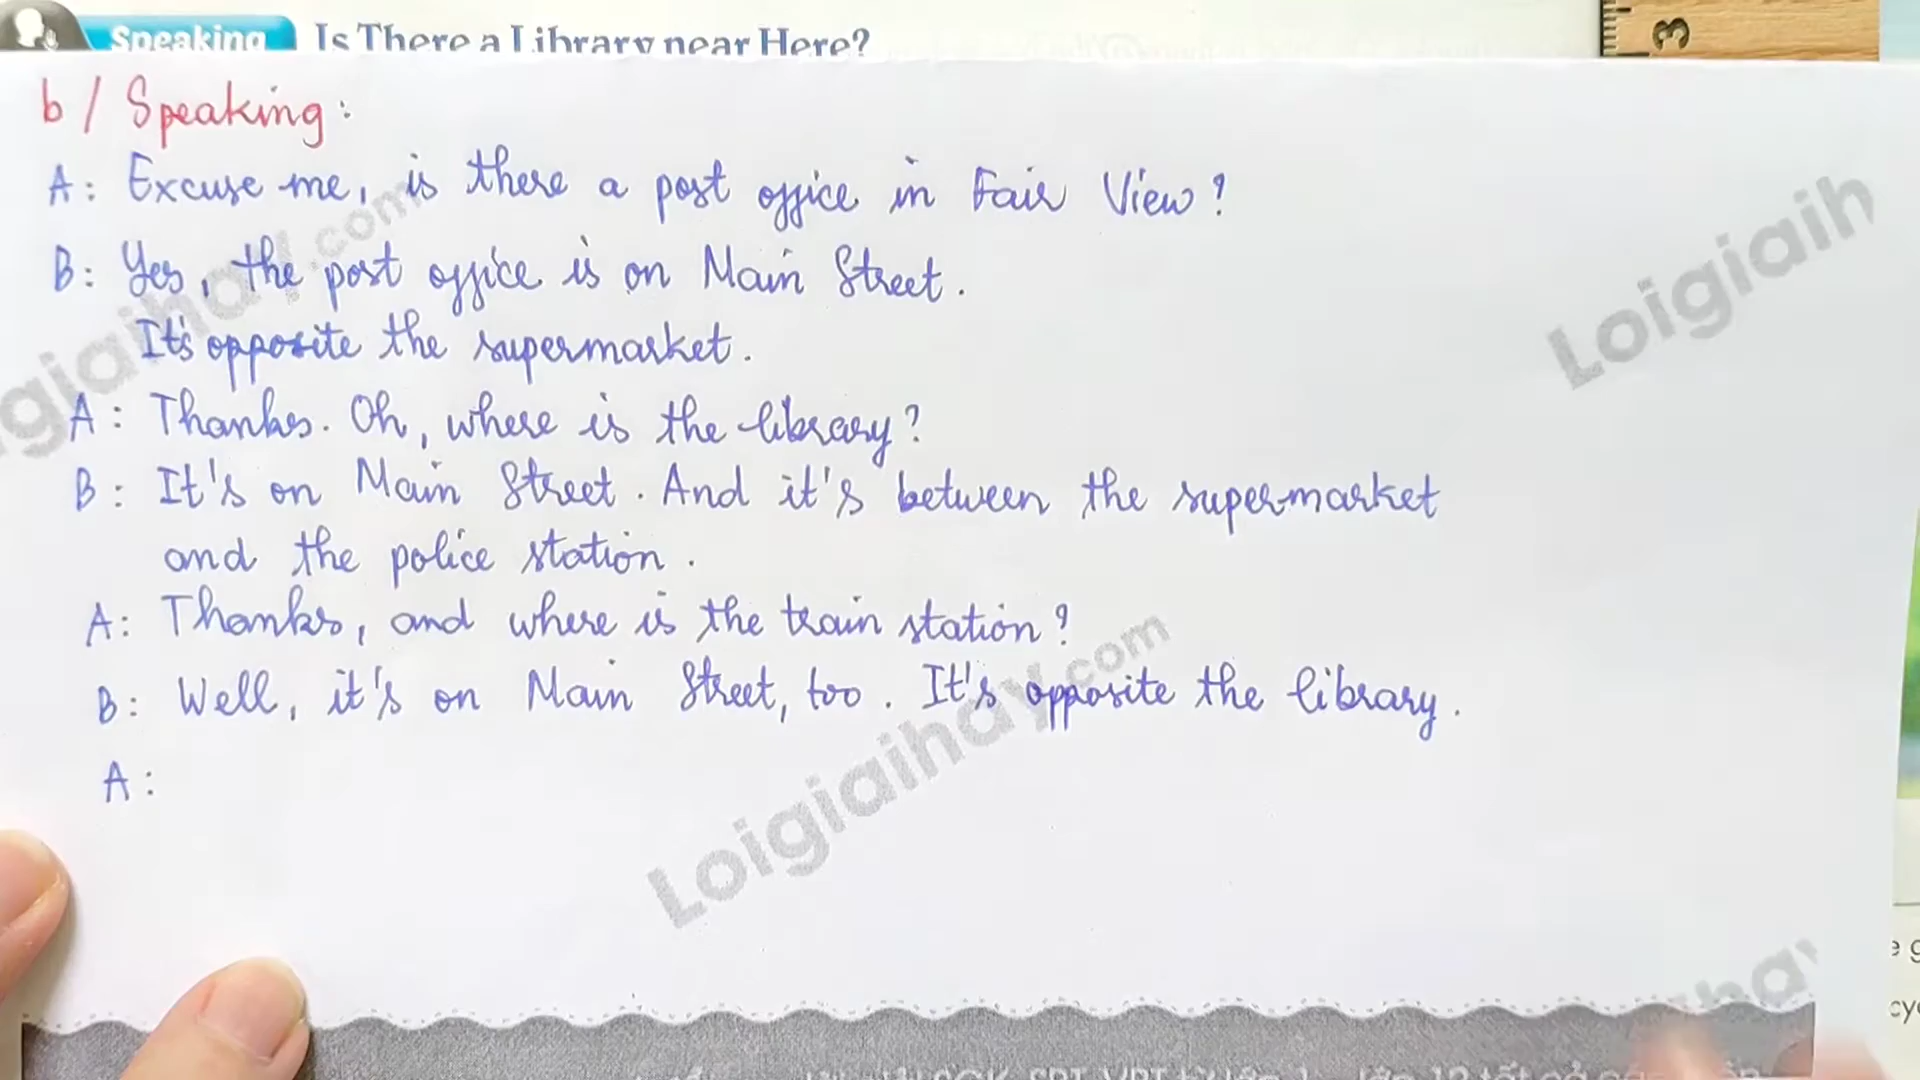 Speaking Is There a Library near Here?
3
b/ Speaking:
A: Excuse me, is there a post office in Fair View?
B: Yes, the post office is on Main Street.
It's opposite the supermarket.
A: Thanks. Oh, where is the library?
B: It's on Main Street. And it's between the supermarket
and the police station.
A: Thanks, and where is the train station?
B: Well, it's on Main Street, too. It's opposite the library.
A:
Loigiaihay.com